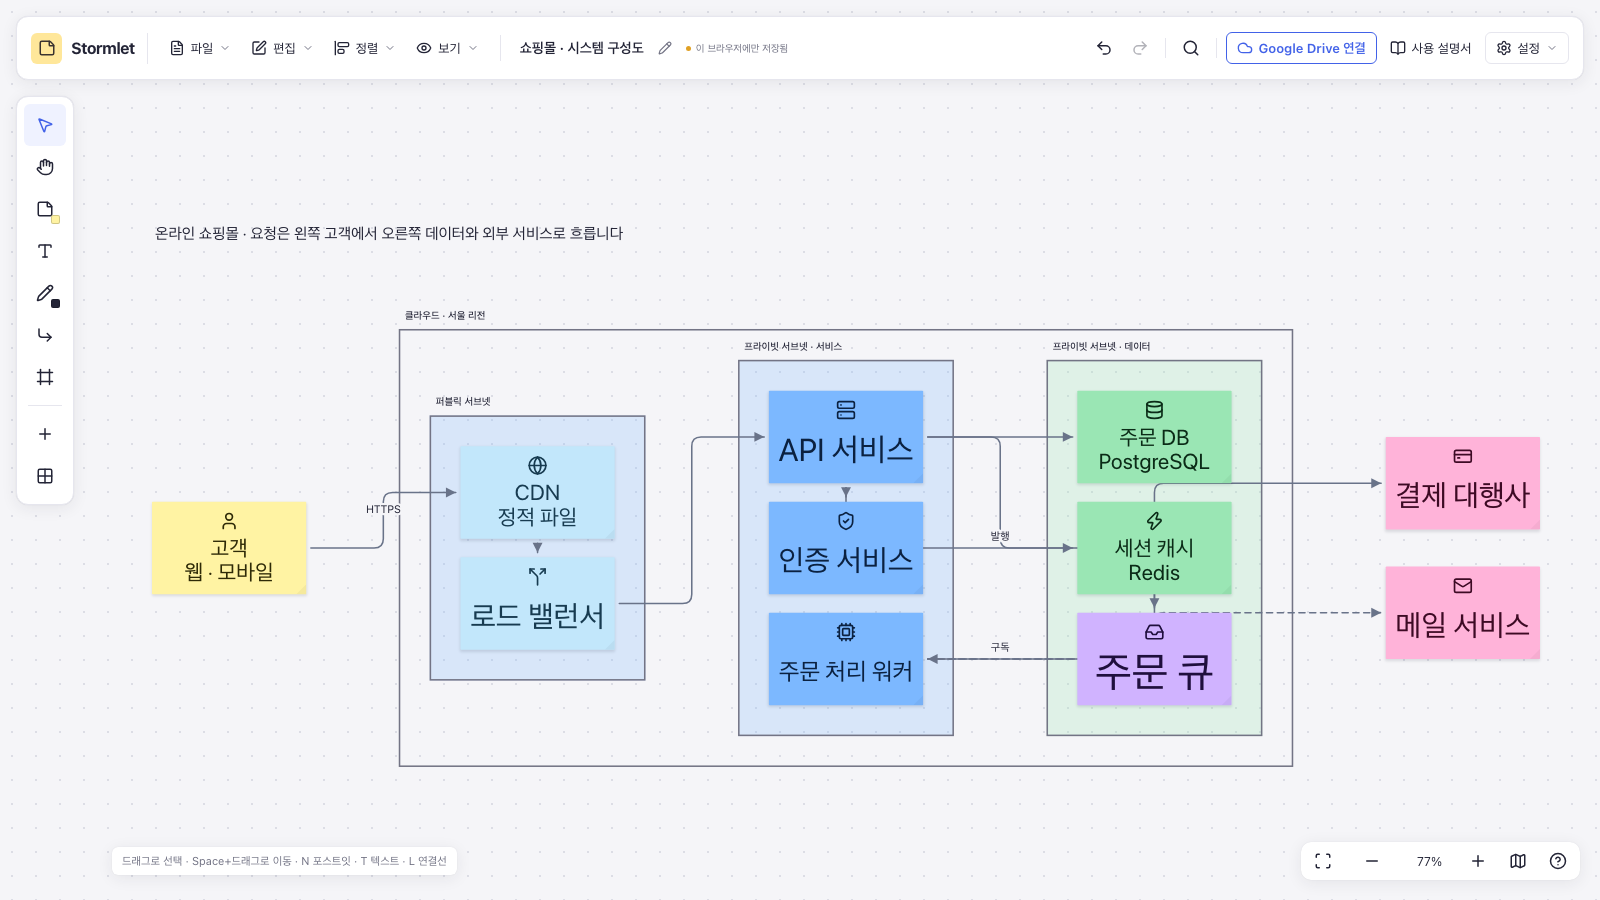 Stormlet
파일
편집
정렬
보기
쇼핑몰 · 시스템 구성도
이 브라우저에만 저장됨
Google Drive 연결
사용 설명서
설정
온라인 쇼핑몰 · 요청은 왼쪽 고객에서 오른쪽 데이터와 외부 서비스로 흐릅니다
클라우드 · 서울 리전
퍼블릭 서브넷
프라이빗 서브넷 · 서비스
프라이빗 서브넷 · 데이터
고객
웹 · 모바일
HTTPS
CDN
정적 파일
로드 밸런서
API 서비스
인증 서비스
주문 처리 워커
발행
구독
주문 DB
PostgreSQL
세션 캐시
Redis
주문 큐
결제 대행사
메일 서비스
드래그로 선택 · Space+드래그로 이동 · N 포스트잇 · T 텍스트 · L 연결선
77%